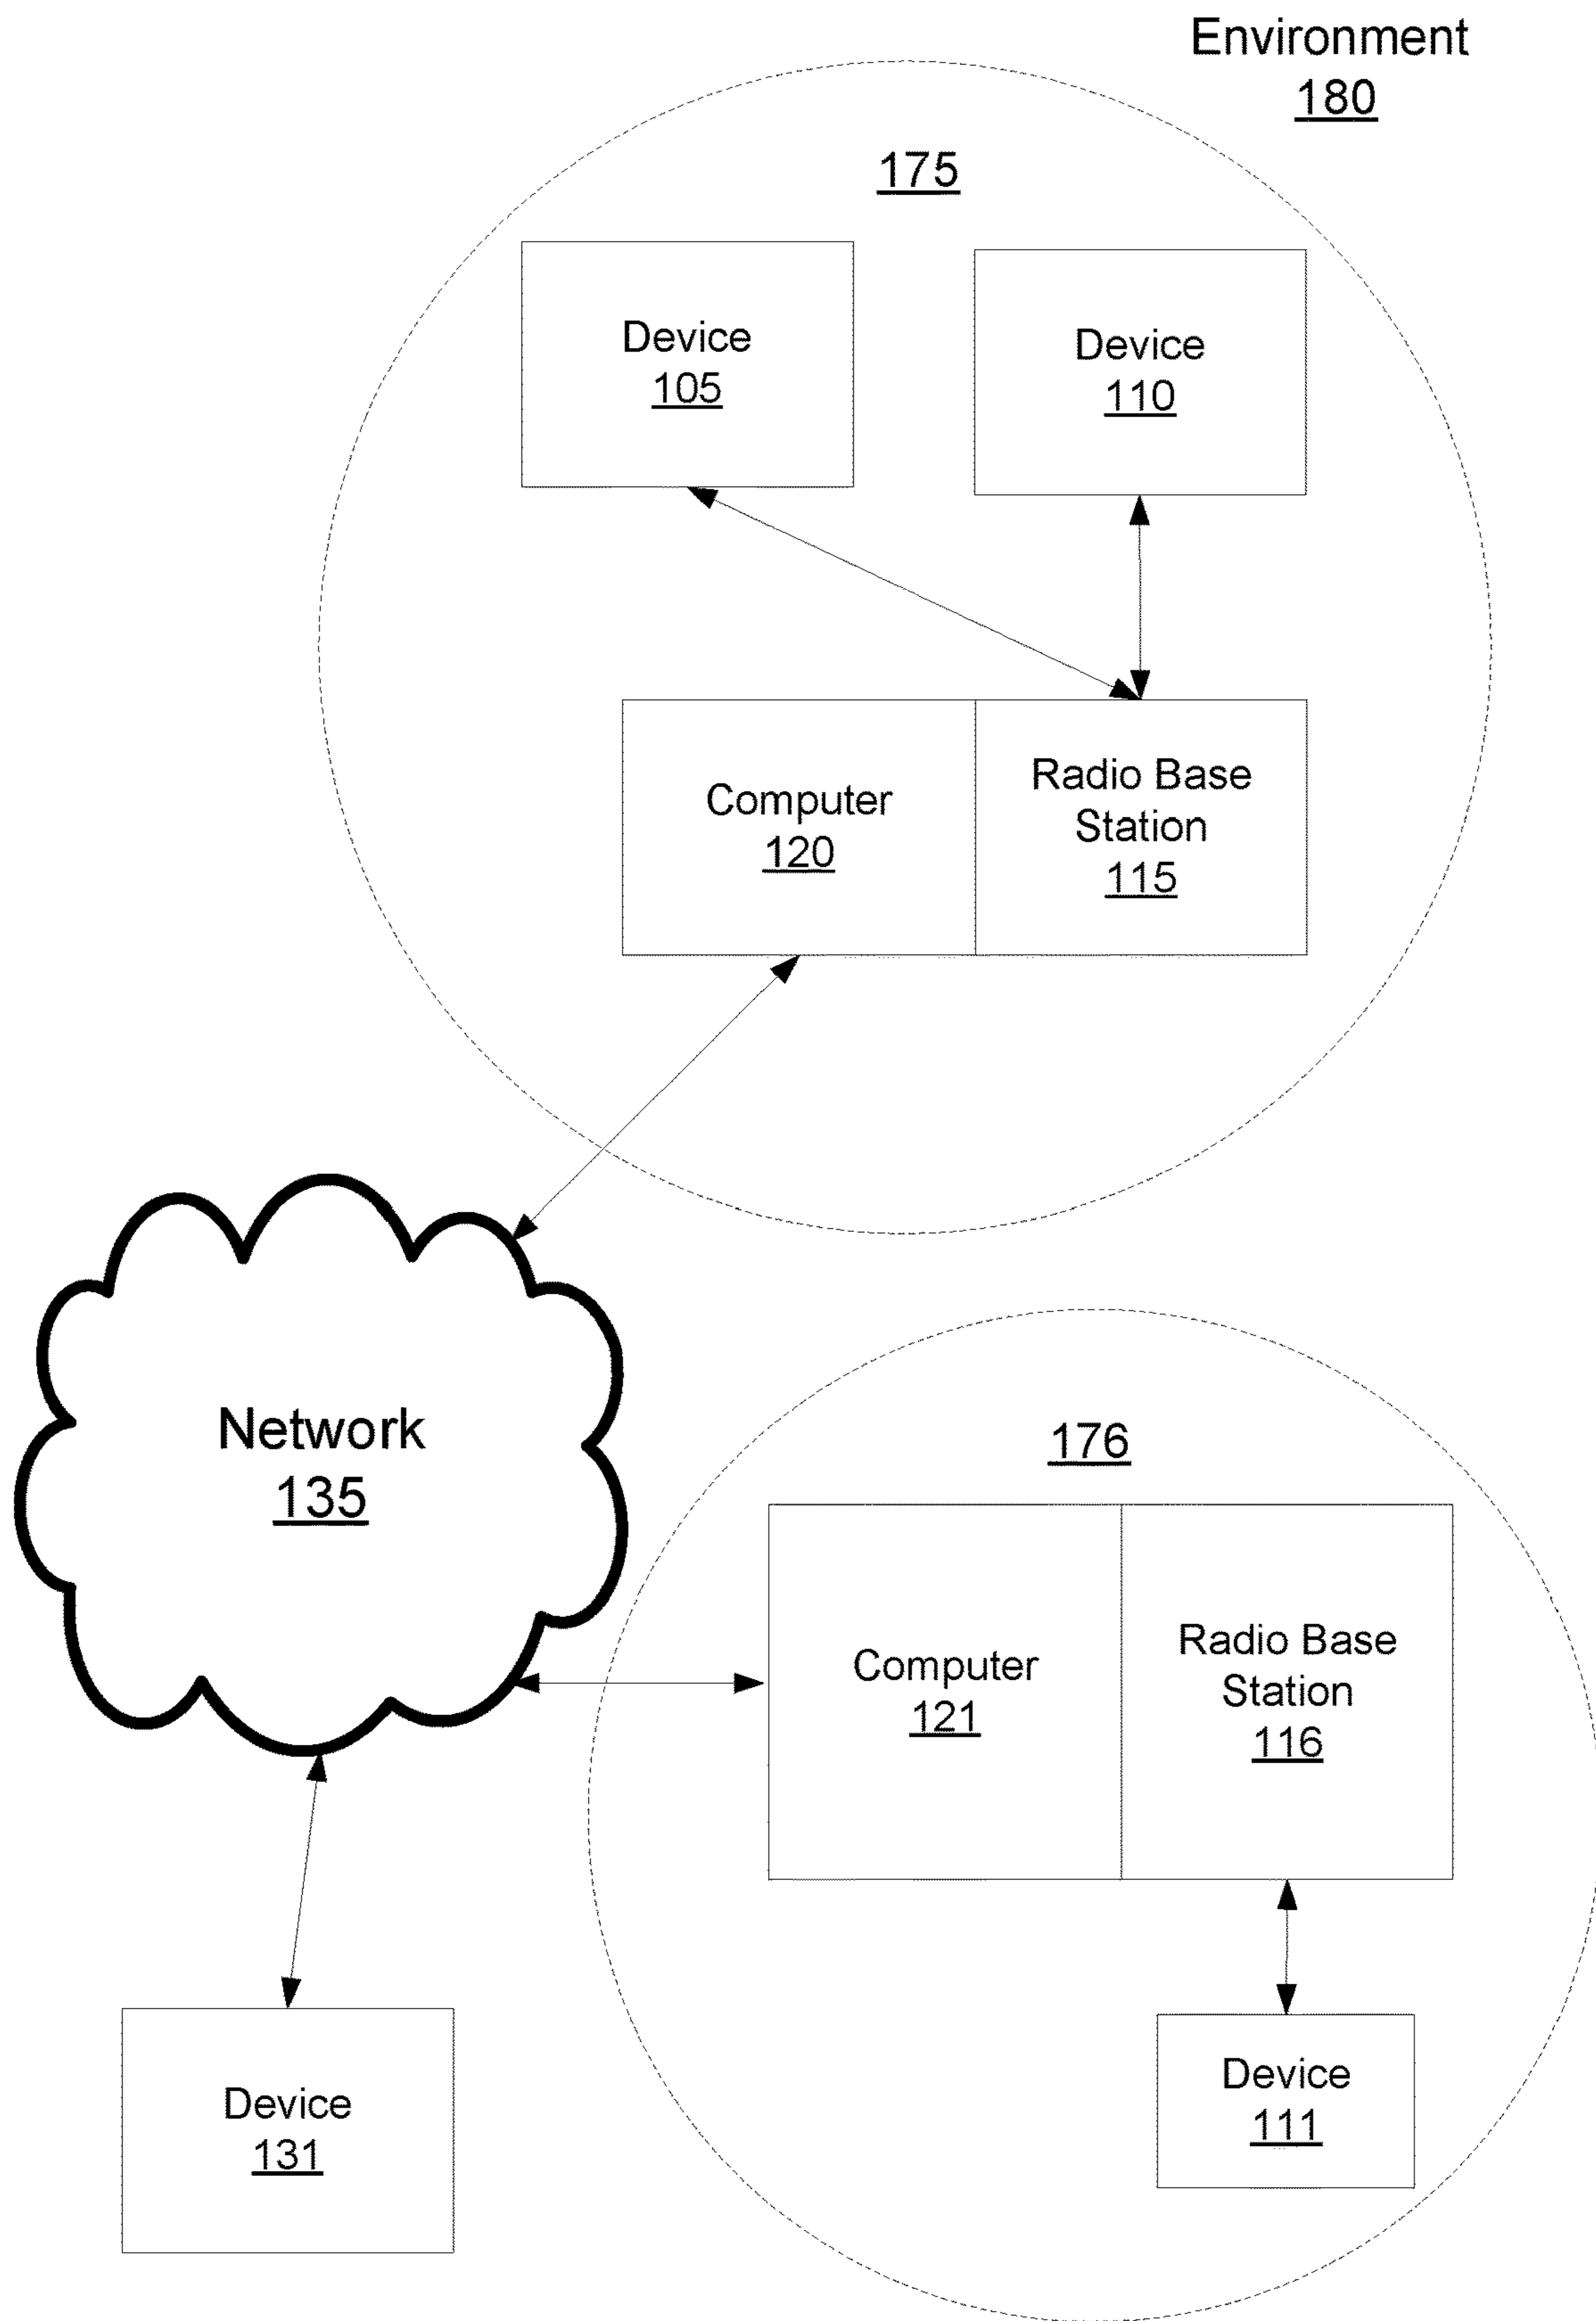 Environment
180
175
Device
105
Device
110
Computer
120
Radio Base
Station
115
Network
135
176
Computer
121
Radio Base
Station
116
Device
131
Device
111